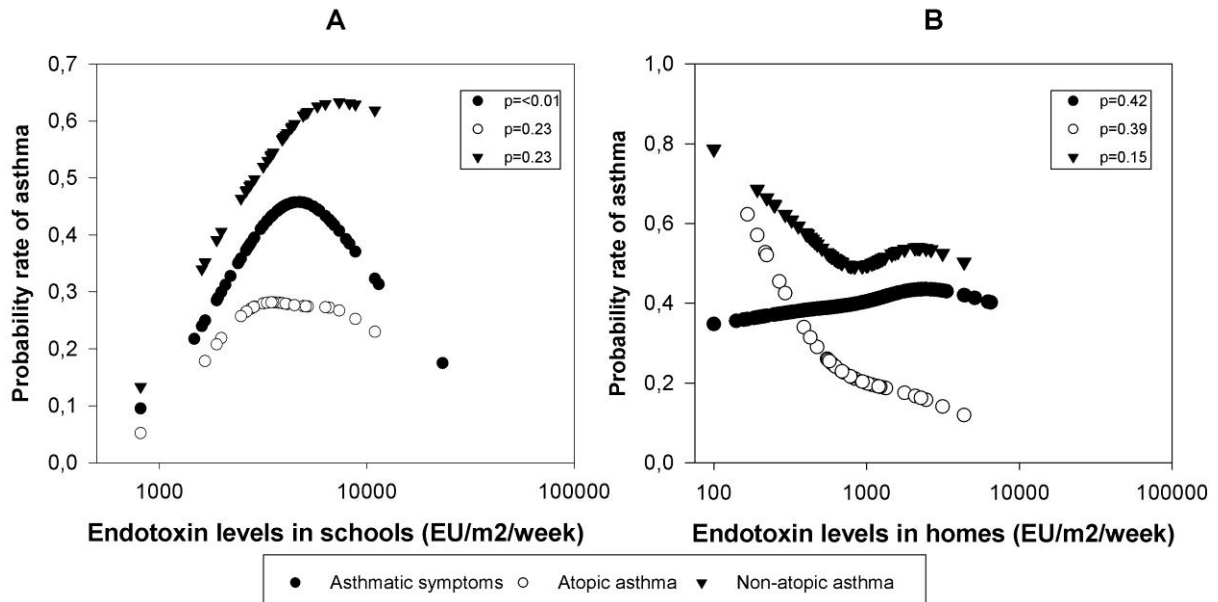 A
0,7
0,6
0,5
0,4
0,3
0,2
0,1
0,0
Probability rate of asthma
p=<0.01
p=0.23
p=0.23
1000 10000 100000
Endotoxin levels in schools (EU/m2/week)
B
1,0
0,8
0,6
0,4
0,2
0,0
Probability rate of asthma
p=0.42
p=0.39
p=0.15
100 1000 10000 100000
Endotoxin levels in homes (EU/m2/week)
Asthmatic symptoms Atopic asthma Non-atopic asthma